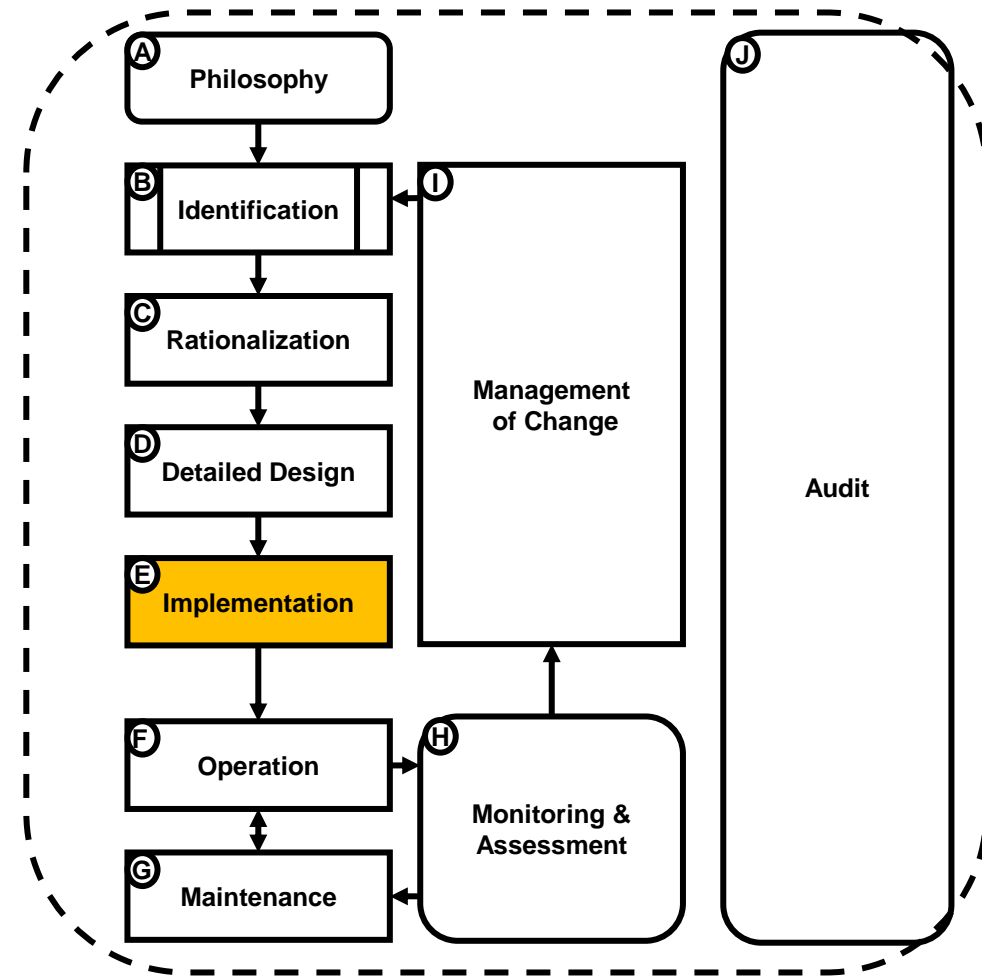 A
Philosophy
B
Identification
C
Rationalization
D
Detailed Design
E
Implementation
F
Operation
G
Maintenance
H
Monitoring &
Assessment
I
Management
of Change
J
Audit